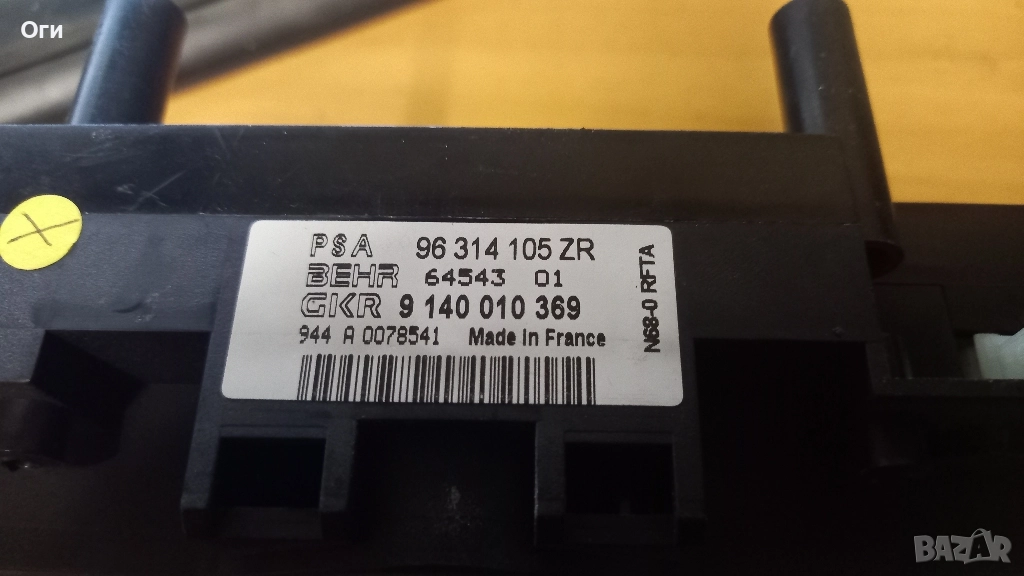 Оги
PSA 96 314 105 ZR
BEHR 64543 01
GKR 9 140 010 369
944 A 0078541 Made in France
N68-0 RFTA
BAZAR